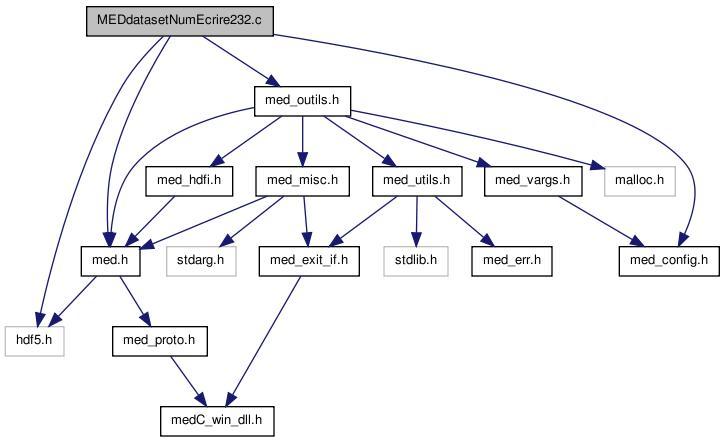 MEDdatasetNumEcrire232.c
med_outils.h
med_hdfi.h
med_misc.h
med_utils.h
med_vargs.h
malloc.h
med.h
stdarg.h
med_exit_if.h
stdlib.h
med_err.h
med_config.h
hdf5.h
med_proto.h
medC_win_dll.h